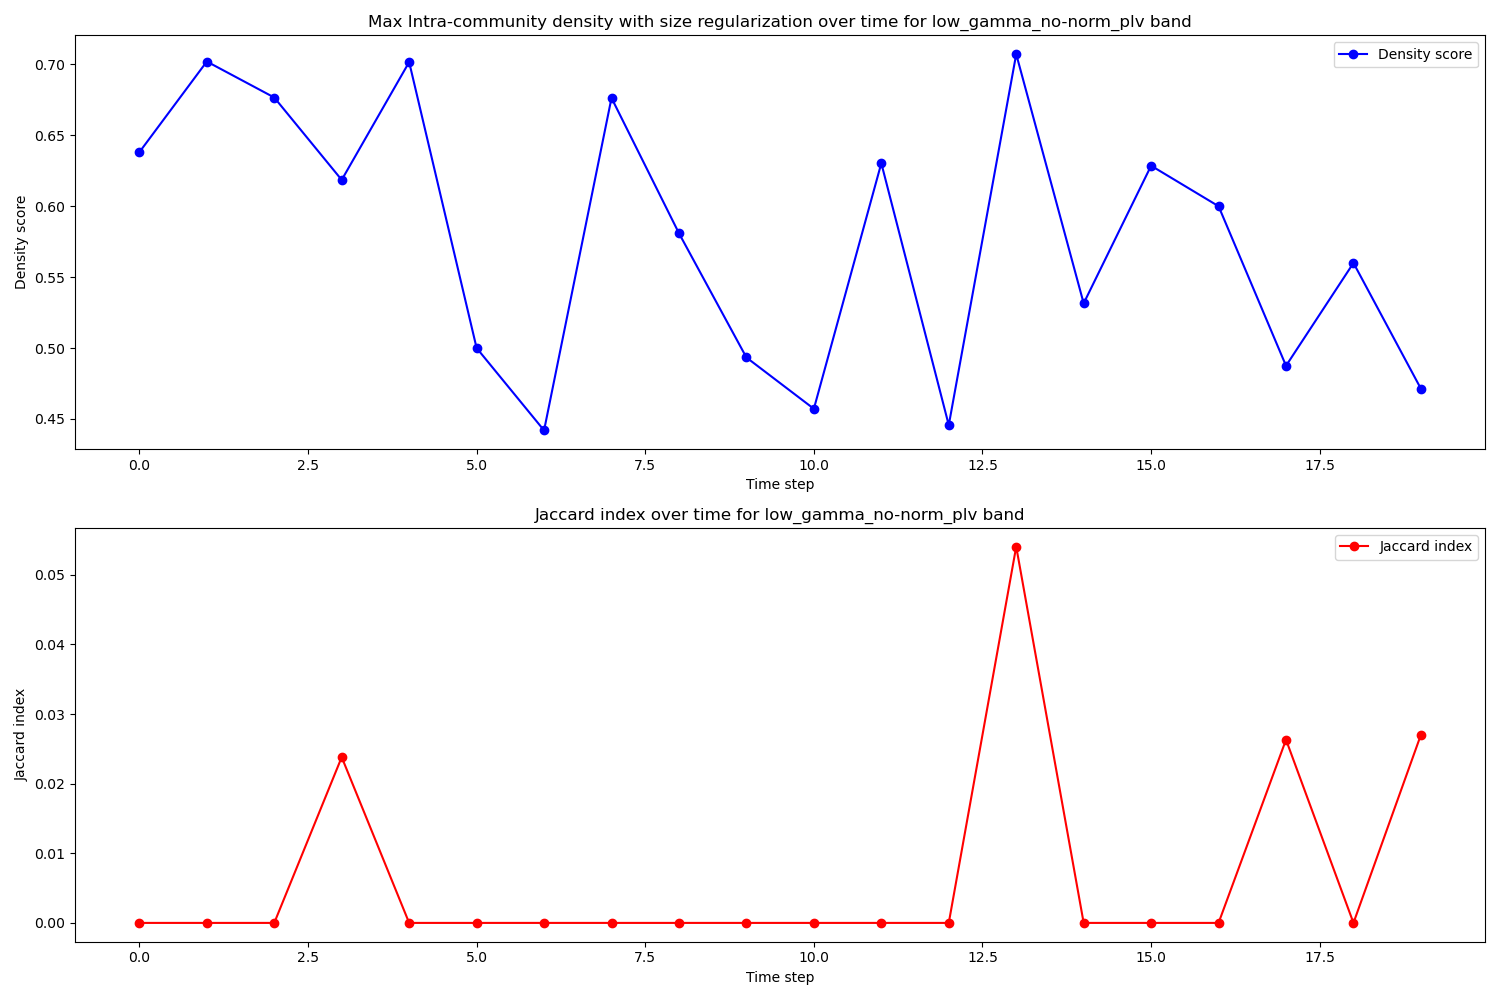 Max Intra-community density with size regularization over time for low_gamma_no-norm_plv band
Density score
0.70
0.65
0.60
0.55
0.50
0.45
Density score
0.0 2.5 5.0 7.5 10.0 12.5 15.0 17.5
Time step
Jaccard index over time for low_gamma_no-norm_plv band
Jaccard index
0.05
0.04
0.03
0.02
0.01
0.00
Jaccard index
0.0 2.5 5.0 7.5 10.0 12.5 15.0 17.5
Time step